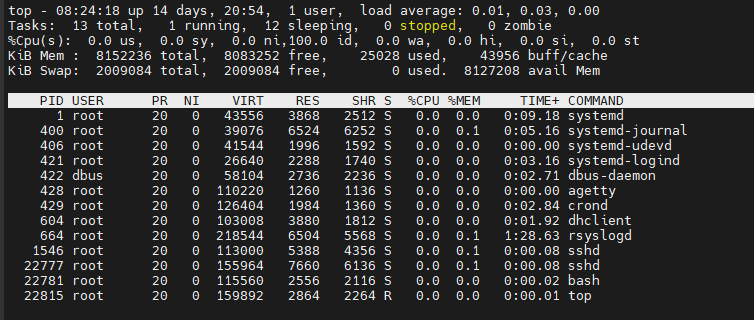 top - 08:24:18 up 14 days, 20:54,  1 user,  load average: 0.01, 0.03, 0.00
Tasks:  13 total,   1 running,  12 sleeping,   0 stopped,   0 zombie
%Cpu(s):  0.0 us,  0.0 sy,  0.0 ni,100.0 id,  0.0 wa,  0.0 hi,  0.0 si,  0.0 st
KiB Mem :  8152236 total,  8083252 free,    25028 used,    43956 buff/cache
KiB Swap:  2009084 total,  2009084 free,        0 used.  8127208 avail Mem
PID USER      PR  NI    VIRT    RES    SHR S  %CPU %MEM     TIME+ COMMAND
1 root      20   0   43556   3868   2512 S   0.0  0.0   0:09.18 systemd
400 root      20   0   39076   6524   6252 S   0.0  0.1   0:05.16 systemd-journal
406 root      20   0   41544   1996   1592 S   0.0  0.0   0:00.00 systemd-udevd
421 root      20   0   26640   2288   1740 S   0.0  0.0   0:03.16 systemd-logind
422 dbus      20   0   58104   2736   2236 S   0.0  0.0   0:02.71 dbus-daemon
428 root      20   0  110220   1260   1136 S   0.0  0.0   0:00.00 agetty
429 root      20   0  126404   1984   1360 S   0.0  0.0   0:02.84 crond
604 root      20   0  103008   3880   1812 S   0.0  0.0   0:01.92 dhclient
664 root      20   0  218544   6504   5568 S   0.0  0.1   1:28.63 rsyslogd
1546 root      20   0  113000   5388   4356 S   0.0  0.1   0:00.08 sshd
22777 root      20   0  155964   7660   6136 S   0.0  0.1   0:00.08 sshd
22781 root      20   0  115560   2556   2116 S   0.0  0.0   0:00.02 bash
22815 root      20   0  159892   2864   2264 R   0.0  0.0   0:00.01 top